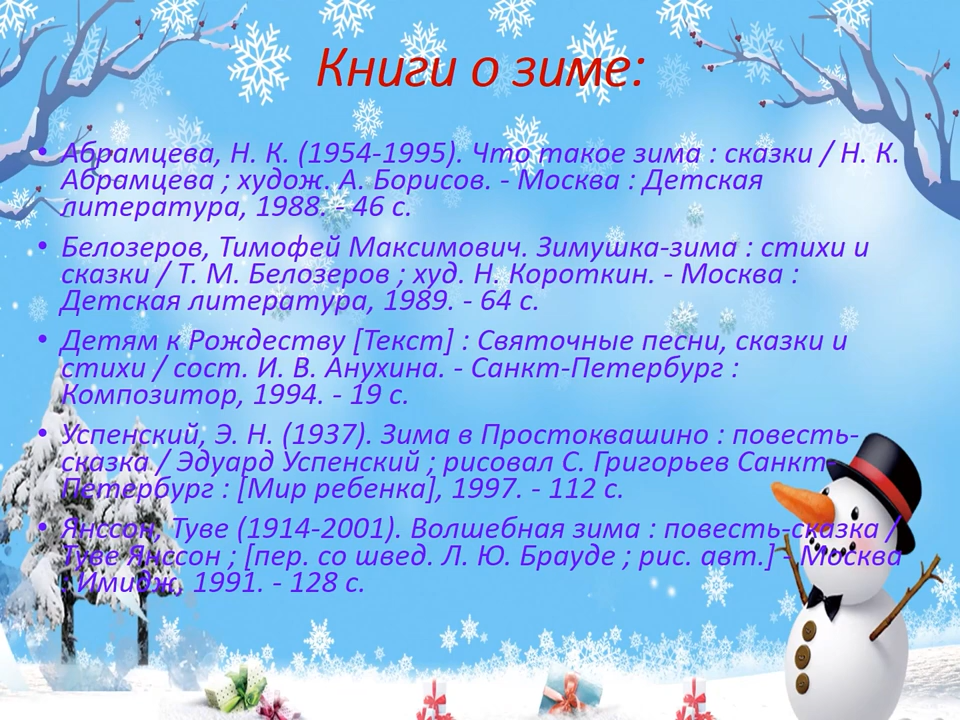 Книги о зиме:
• Абрамцева, Н. К. (1954-1995). Что такое зима : сказки / Н. К.
Абрамцева ; худож. А. Борисов. - Москва : Детская
литература, 1988. - 46 с.
• Белозеров, Тимофей Максимович. Зимушка-зима : стихи и
сказки / Т. М. Белозеров ; худ. Н. Короткин. - Москва :
Детская литература, 1989. - 64 с.
• Детям к Рождеству [Текст] : Святочные песни, сказки и
стихи / сост. И. В. Анухина. - Санкт-Петербург :
Композитор, 1994. - 19 с.
• Успенский, Э. Н. (1937). Зима в Простоквашино : повесть-
сказка / Эдуард Успенский ; рисовал С. Григорьев Санкт-
Петербург : [Мир ребенка], 1997. - 112 с.
• Янссон, Туве (1914-2001). Волшебная зима : повесть-сказка /
Туве Янссон ; [пер. со швед. Л. Ю. Брауде ; рис. авт.] - Москва
: Имидж, 1991. - 128 с.